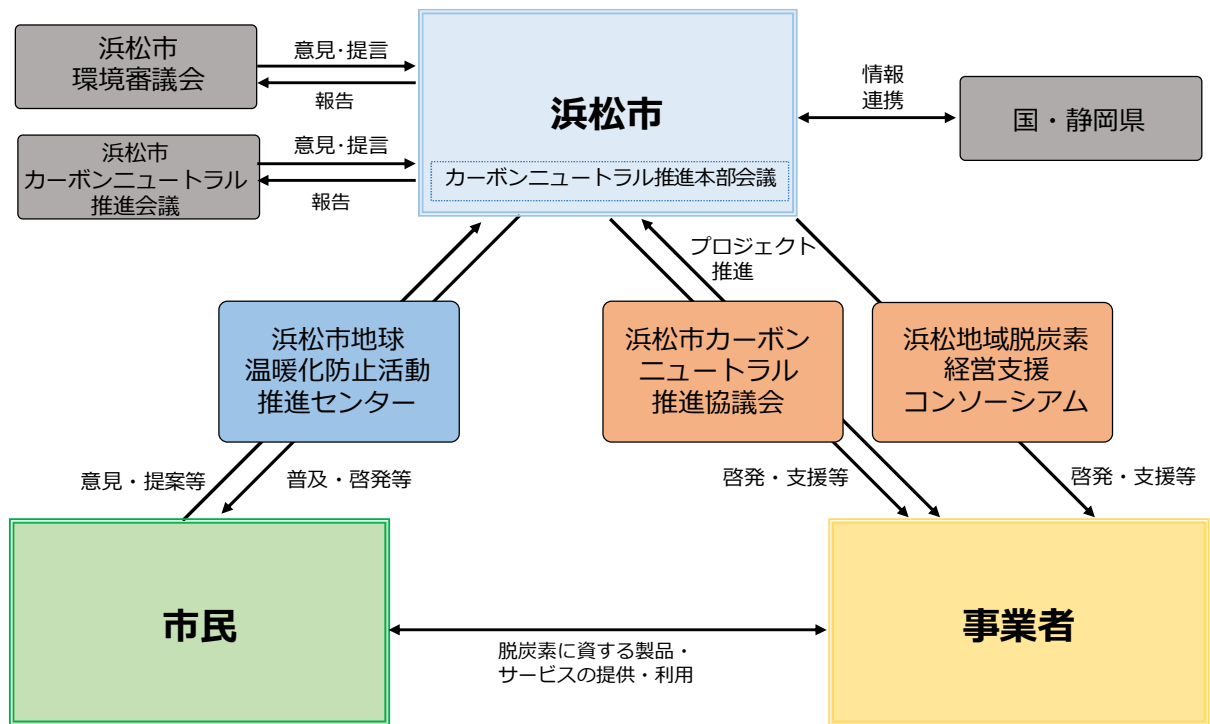 浜松市
環境審議会
意見・提言
報告
浜松市
カーボンニュートラル
推進会議
意見・提言
報告
浜松市
カーボンニュートラル推進本部会議
情報
連携
国・静岡県
プロジェクト
推進
浜松市地球
温暖化防止活動
推進センター
浜松市カーボン
ニュートラル
推進協議会
浜松地域脱炭素
経営支援
コンソーシアム
意見・提案等
普及・啓発等
啓発・支援等
啓発・支援等
市民
脱炭素に資する製品・
サービスの提供・利用
事業者